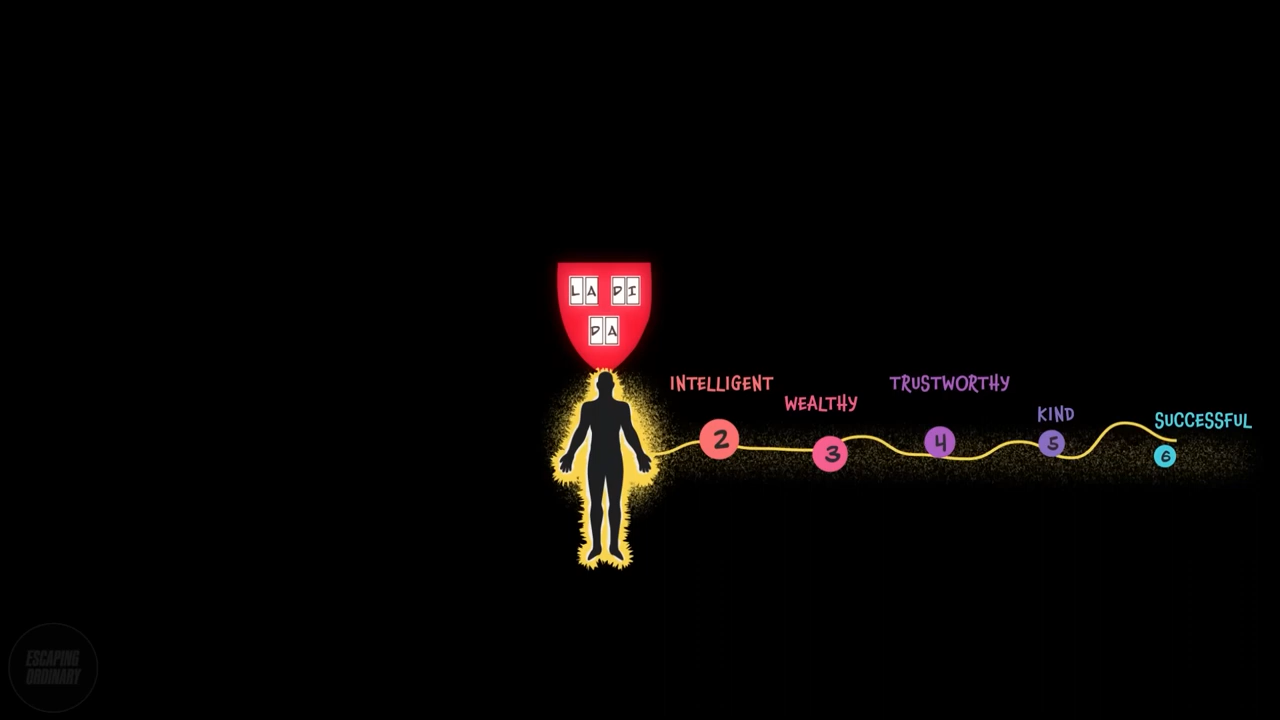 LA DI
DA
INTELLIGENT
WEALTHY
TRUSTWORTHY
KIND
SUCCESSFUL
2
3
4
5
6
ESCAPING
ORDINARY